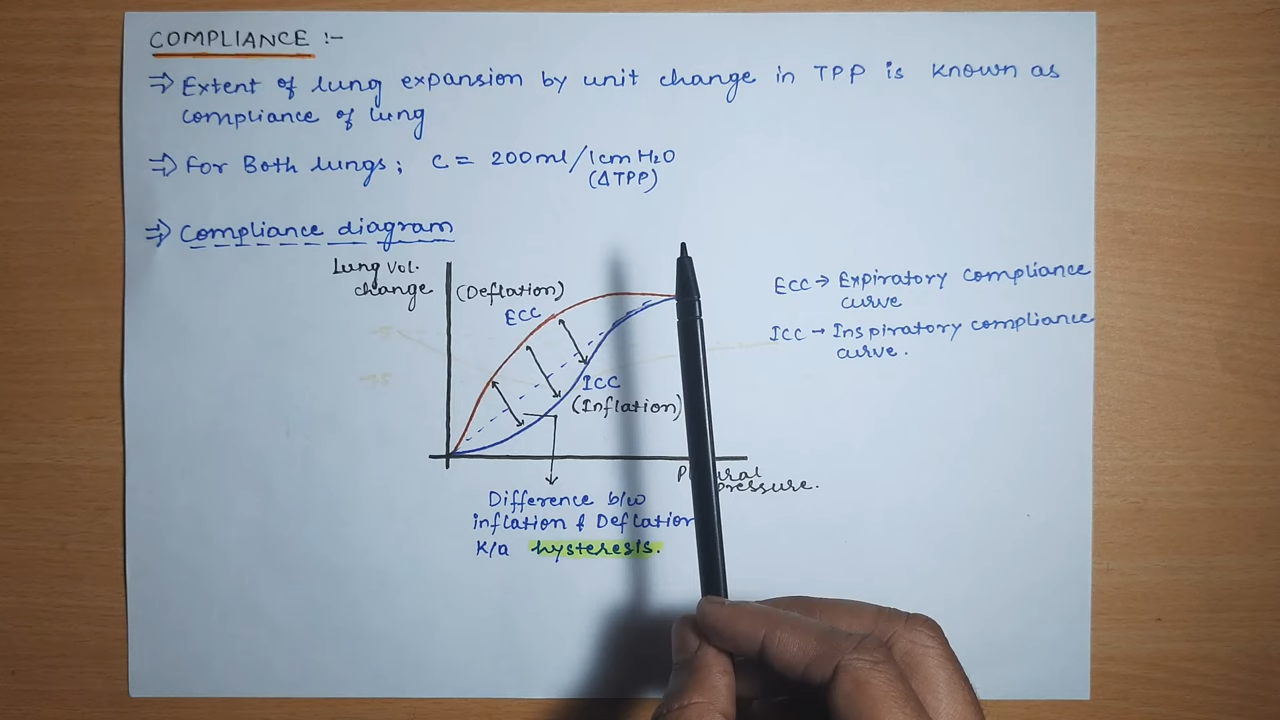 COMPLIANCE :-
⇒ Extent of lung expansion by unit change in TPP is known as
compliance of lung
⇒ For Both lungs; C = 200ml/1cm H2O
(ΔTPP)
⇒ Compliance diagram
Lung Vol.
change
(Deflation)
ECC
ICC
(Inflation)
ECC → Expiratory compliance
curve
ICC → Inspiratory compliance
curve.
pressure.
Difference b/w
inflation & Deflation
K/a hysteresis.